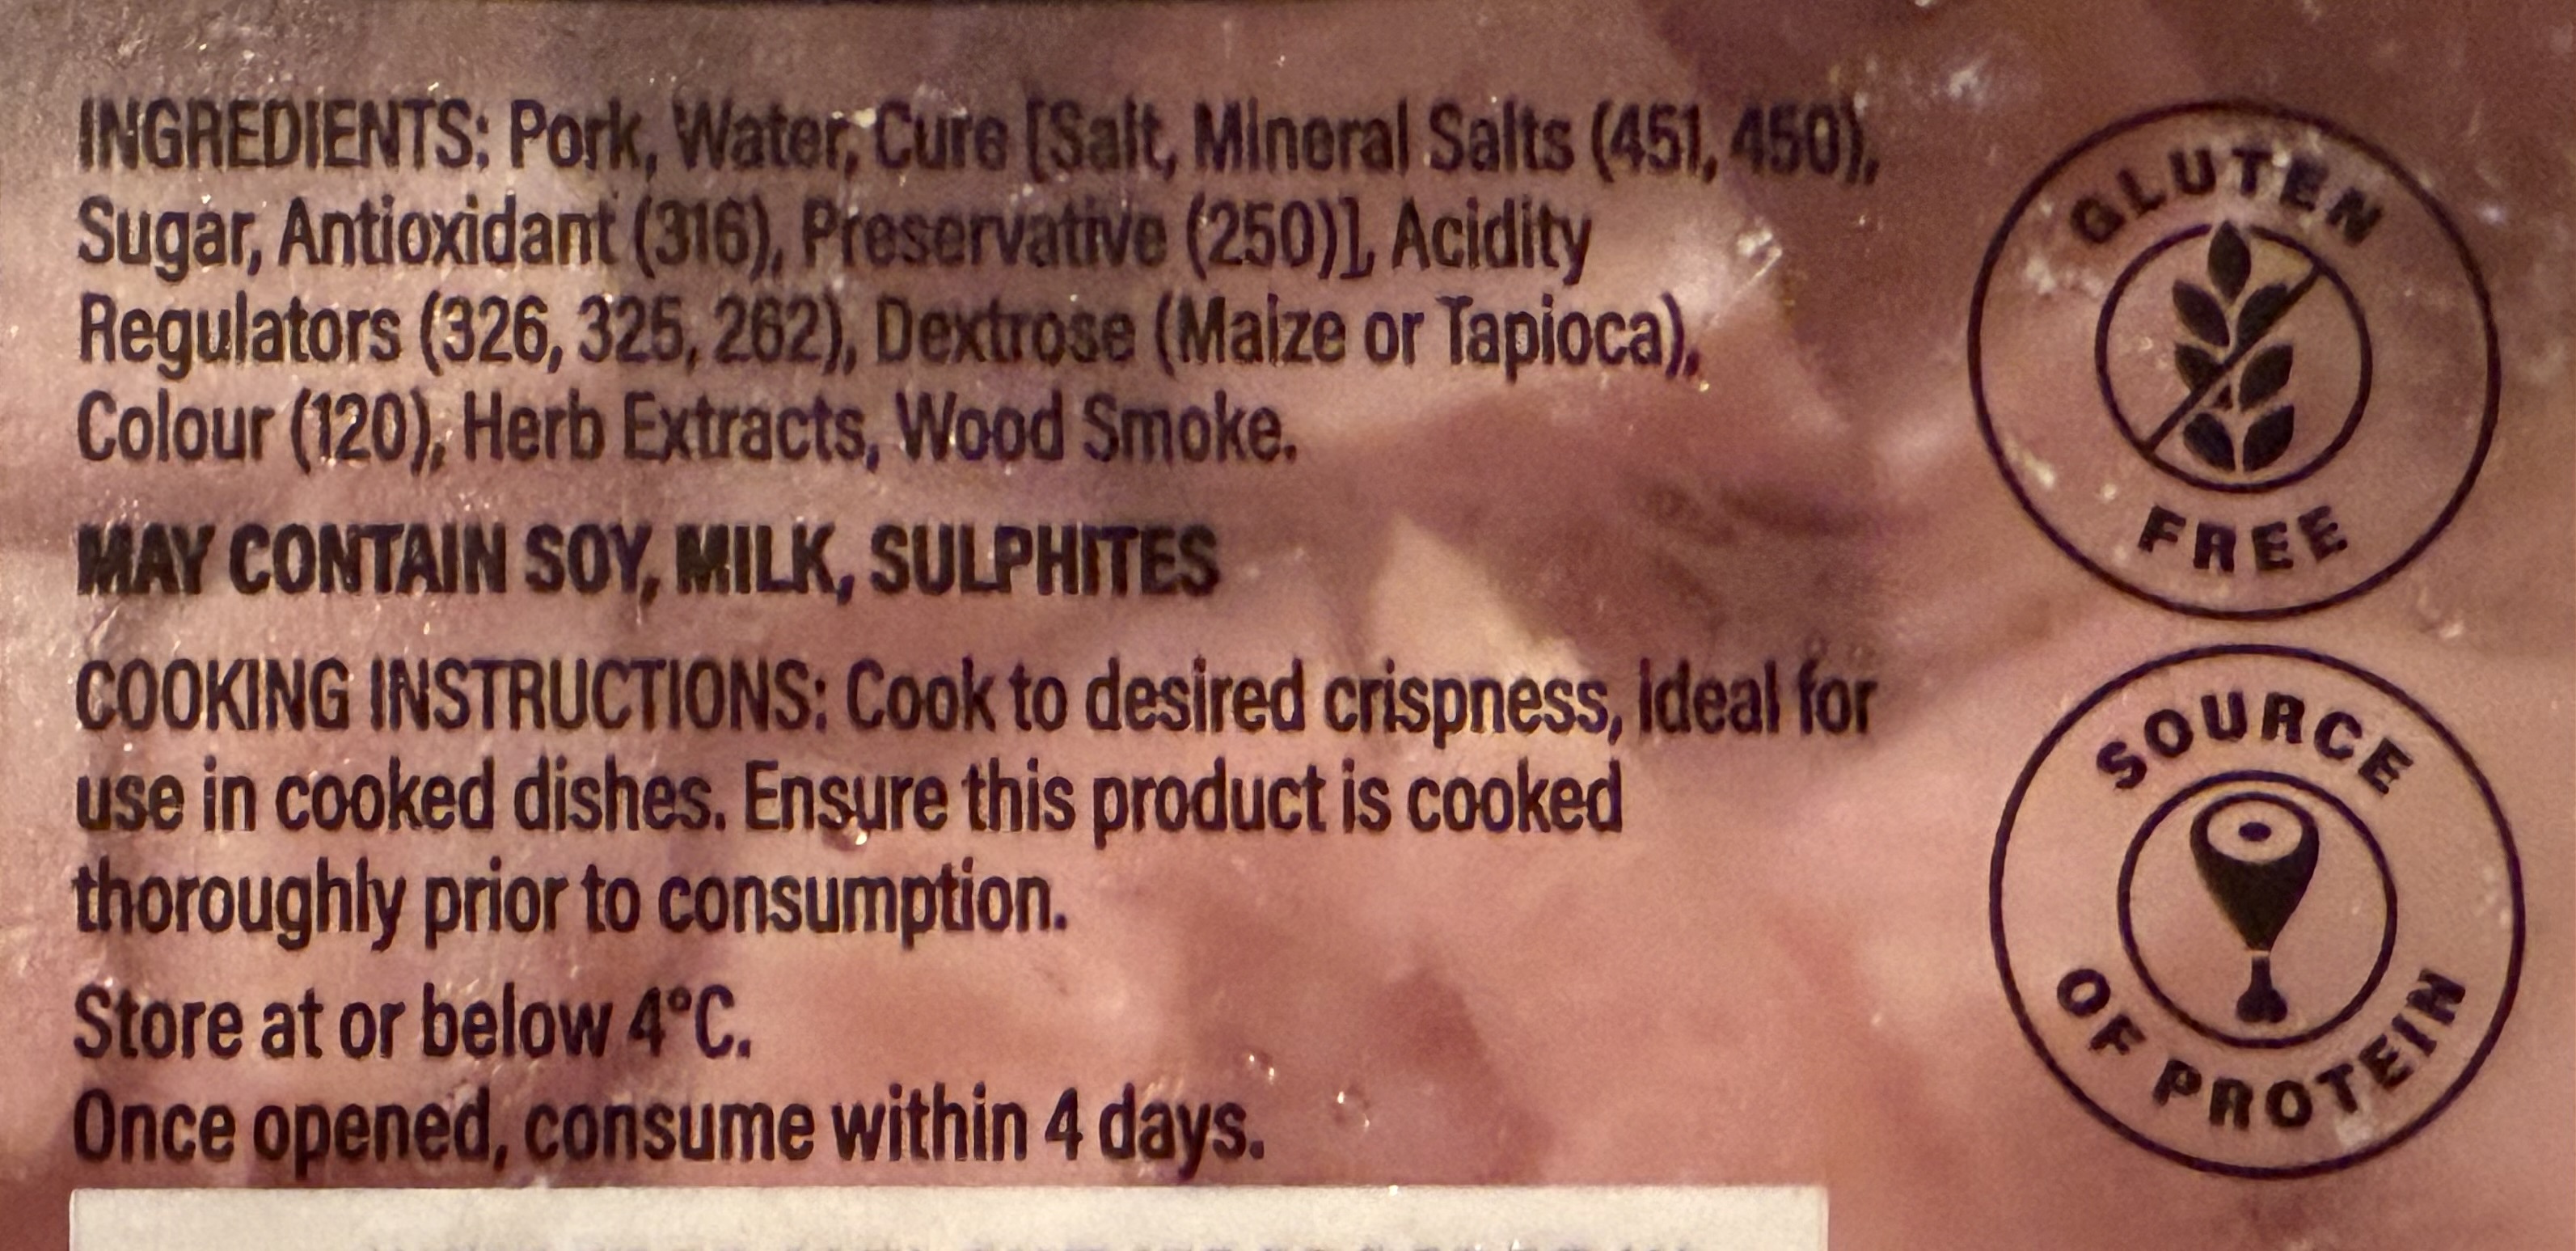 INGREDIENTS: Pork, Water, Cure [Salt, Mineral Salts (451, 450),
Sugar, Antioxidant (316), Preservative (250)], Acidity
Regulators (326, 325, 262), Dextrose (Maize or Tapioca),
Colour (120), Herb Extracts, Wood Smoke.
MAY CONTAIN SOY, MILK, SULPHITES
COOKING INSTRUCTIONS: Cook to desired crispness, ideal for
use in cooked dishes. Ensure this product is cooked
thoroughly prior to consumption.
Store at or below 4°C.
Once opened, consume within 4 days.
GLUTEN
FREE
SOURCE
OF PROTEIN